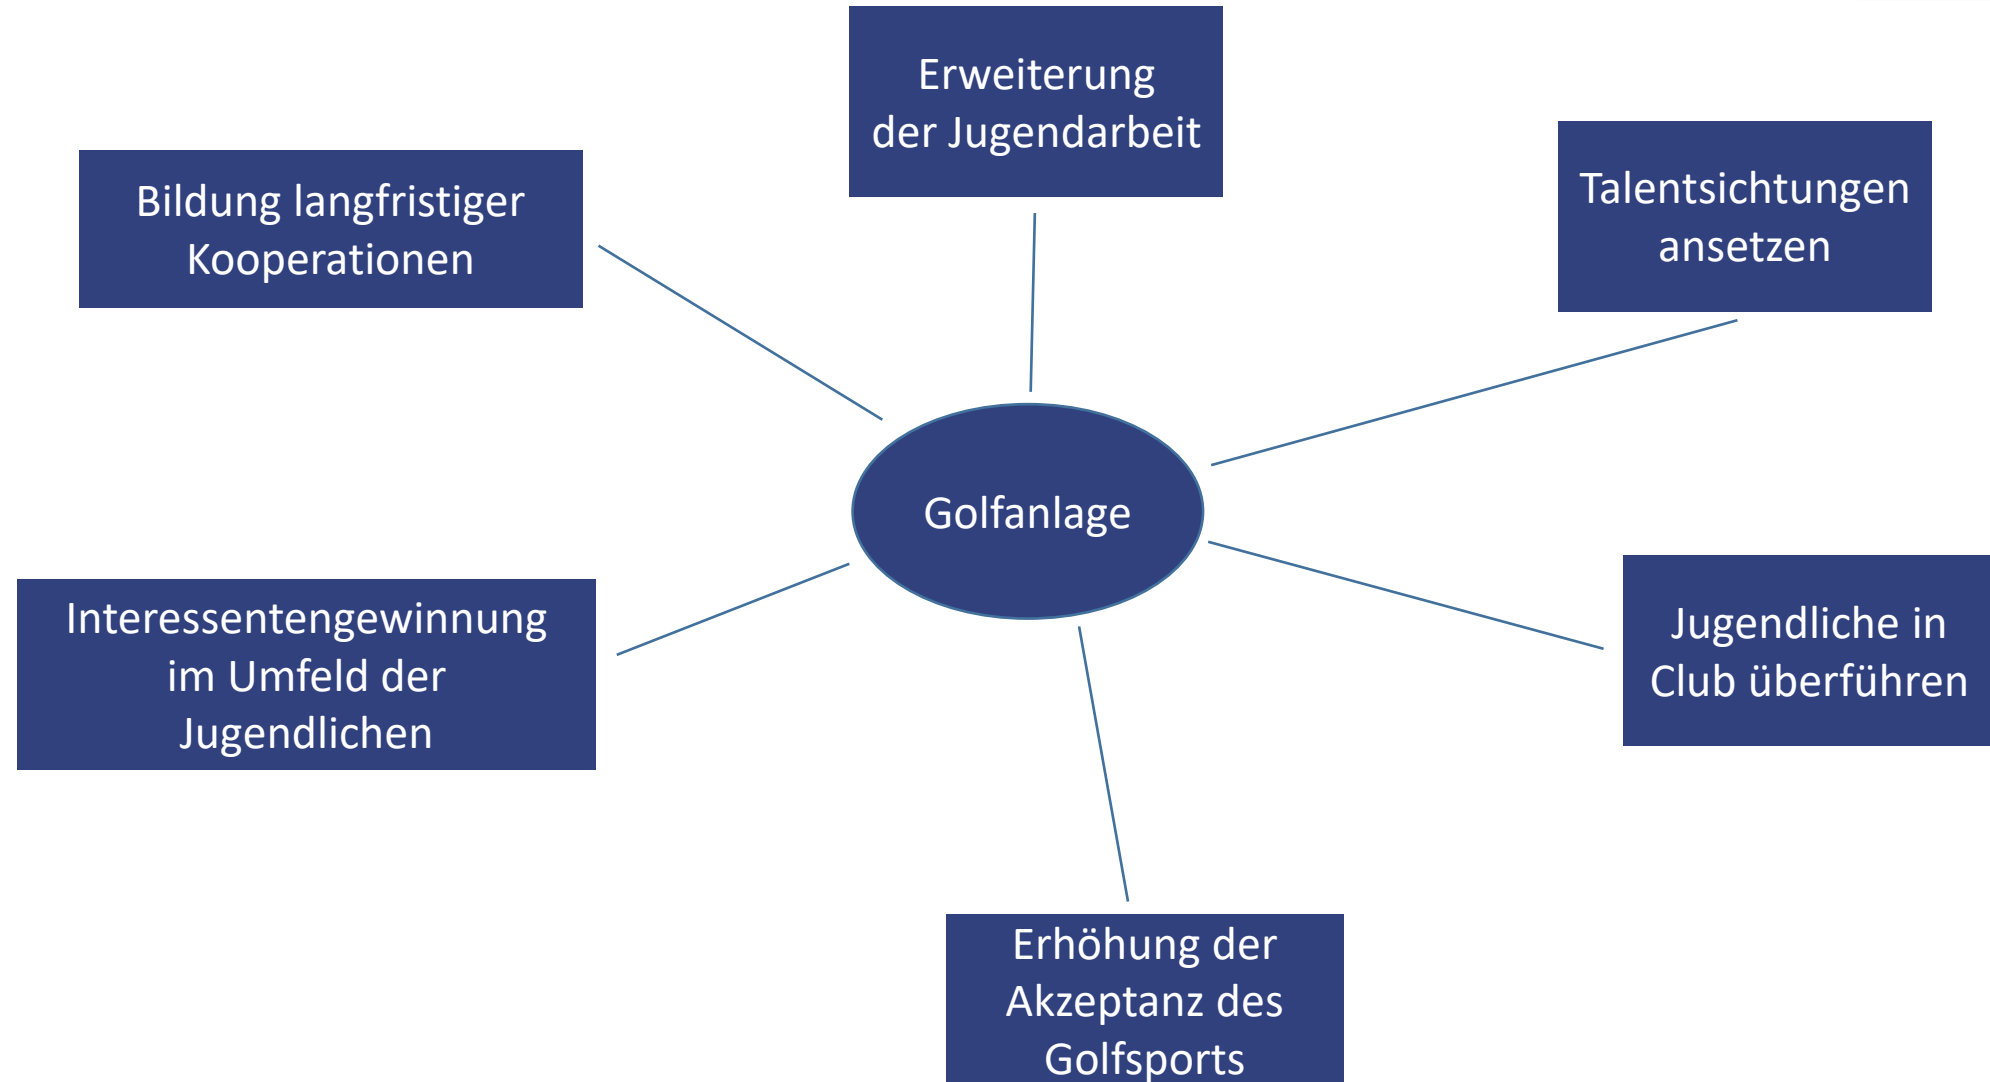 Erweiterung
der Jugendarbeit
Bildung langfristiger
Kooperationen
Talentsichtungen
ansetzen
Golfanlage
Interessentengewinnung
im Umfeld der
Jugendlichen
Jugendliche in
Club überführen
Erhöhung der
Akzeptanz des
Golfsports